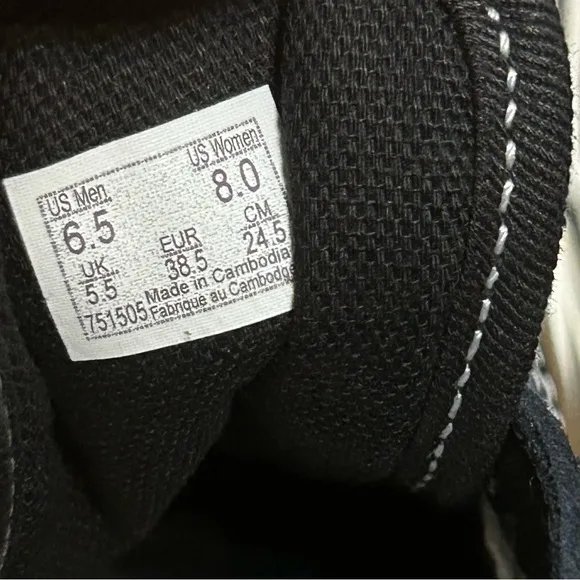 US Men US Women
6.5 8.0
UK EUR CM
5.5 38.5 24.5
751505 Made in Cambodia
Fabrique au Cambodge